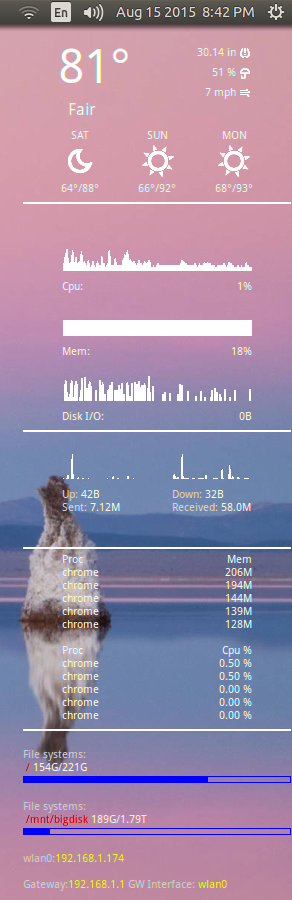 En Aug 15 2015 8:42 PM
81°
30.14 in
51 %
7 mph
Fair
SAT SUN MON
64°/88° 66°/92° 68°/93°
Cpu: 1%
Mem: 18%
Disk I/O: 0B
Up: 42B Down: 32B
Sent: 7.12M Received: 58.0M
Proc Mem
chrome 206M
chrome 194M
chrome 144M
chrome 139M
chrome 128M
Proc Cpu %
chrome 0.50 %
chrome 0.50 %
chrome 0.00 %
chrome 0.00 %
chrome 0.00 %
File systems:
/ 154G/221G
File systems:
/mnt/bigdisk 189G/1.79T
wlan0:192.168.1.174
Gateway:192.168.1.1 GW Interface: wlan0